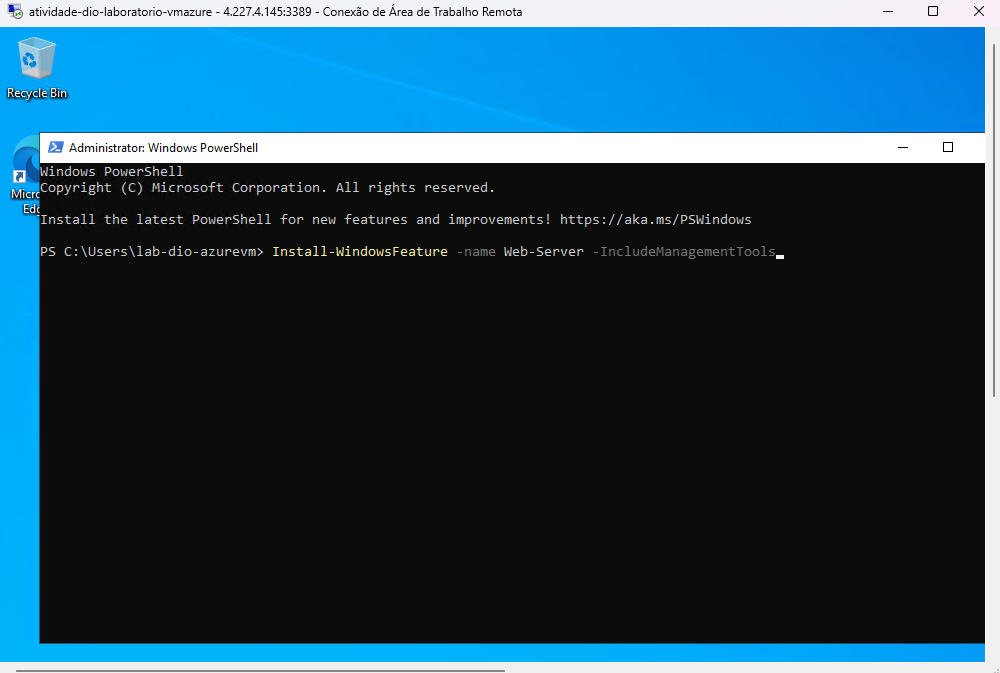 atividade-dio-laboratorio-vmazure - 4.227.4.145:3389 - Conexão de Área de Trabalho Remota
Recycle Bin
Administrator: Windows PowerShell
Windows PowerShell
Copyright (C) Microsoft Corporation. All rights reserved.
Micro
Edg
Install the latest PowerShell for new features and improvements! https://aka.ms/PSWindows
PS C:\Users\lab-dio-azurevm> Install-WindowsFeature -name Web-Server -IncludeManagementTools